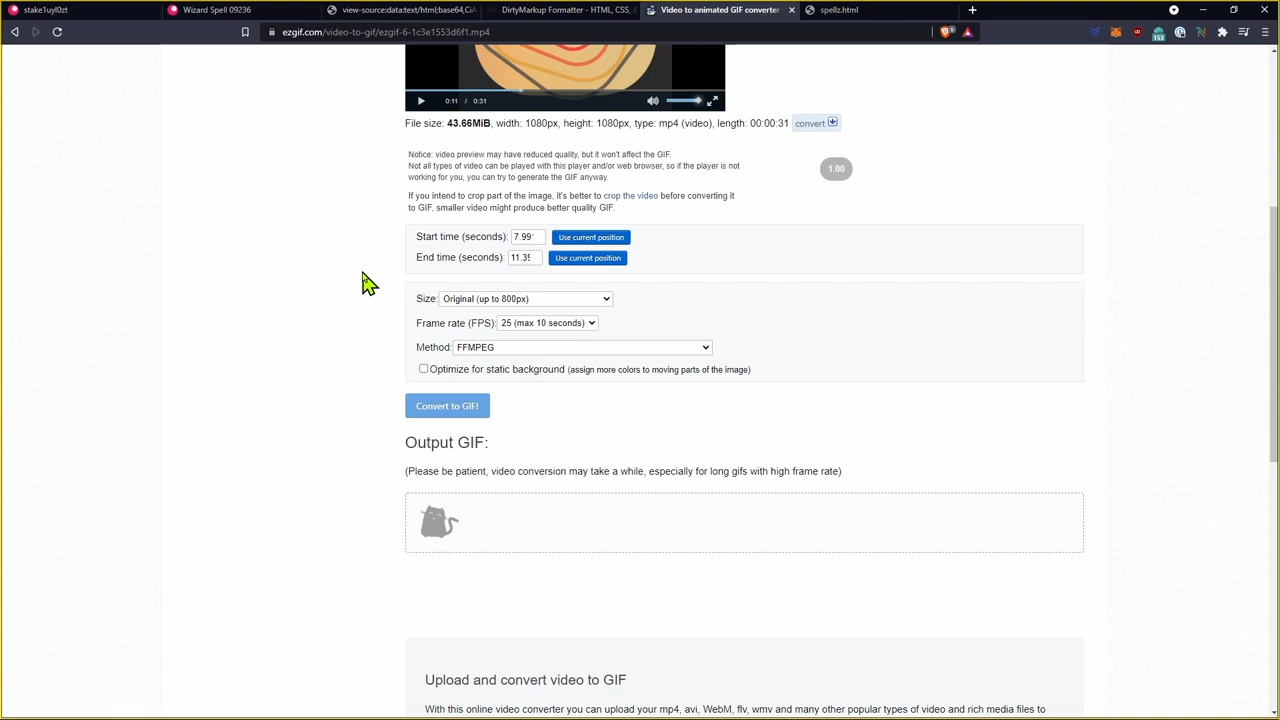 stake1uyl0zt
Wizard Spell 09236
view-source:data:text/html;base64,CiA
DirtyMarkup Formatter - HTML, CSS,
Video to animated GIF converter
spellz.html
ezgif.com/video-to-gif/ezgif-6-1c3e1553d6f1.mp4
153
0:11 / 0:31
File size: 43.66MiB, width: 1080px, height: 1080px, type: mp4 (video), length: 00:00:31 convert
Notice: video preview may have reduced quality, but it won't affect the GIF.
Not all types of video can be played with this player and/or web browser, so if the player is not
working for you, you can try to generate the GIF anyway.
1.00
If you intend to crop part of the image, it's better to crop the video before converting it
to GIF, smaller video might produce better quality GIF.
Start time (seconds): 7.99 Use current position
End time (seconds): 11.39 Use current position
Size: Original (up to 800px)
Frame rate (FPS): 25 (max 10 seconds)
Method: FFMPEG
Optimize for static background (assign more colors to moving parts of the image)
Convert to GIF!
Output GIF:
(Please be patient, video conversion may take a while, especially for long gifs with high frame rate)
Upload and convert video to GIF
With this online video converter you can upload your mp4, avi, WebM, flv, wmv and many other popular types of video and rich media files to